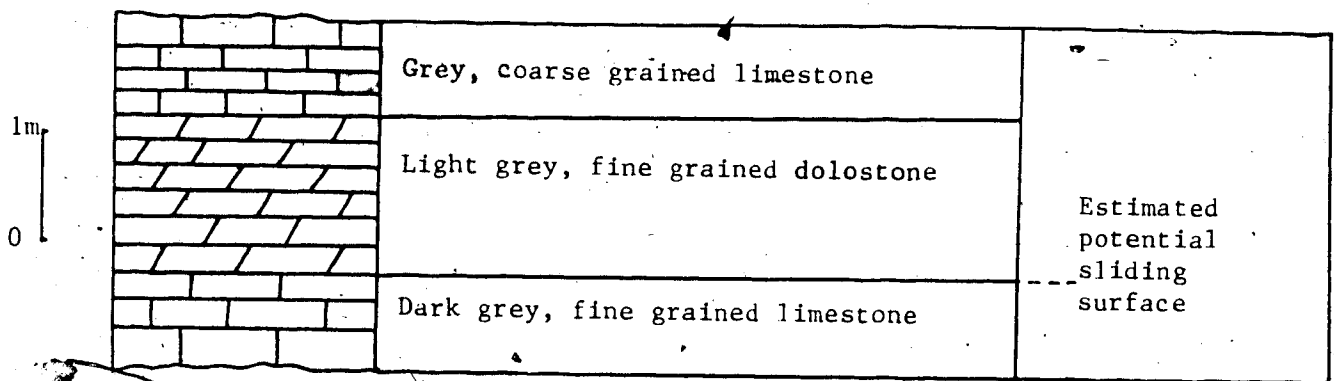 Grey, coarse grained limestone
1m
Light grey, fine grained dolostone
0
Estimated
potential
sliding
surface
Dark grey, fine grained limestone